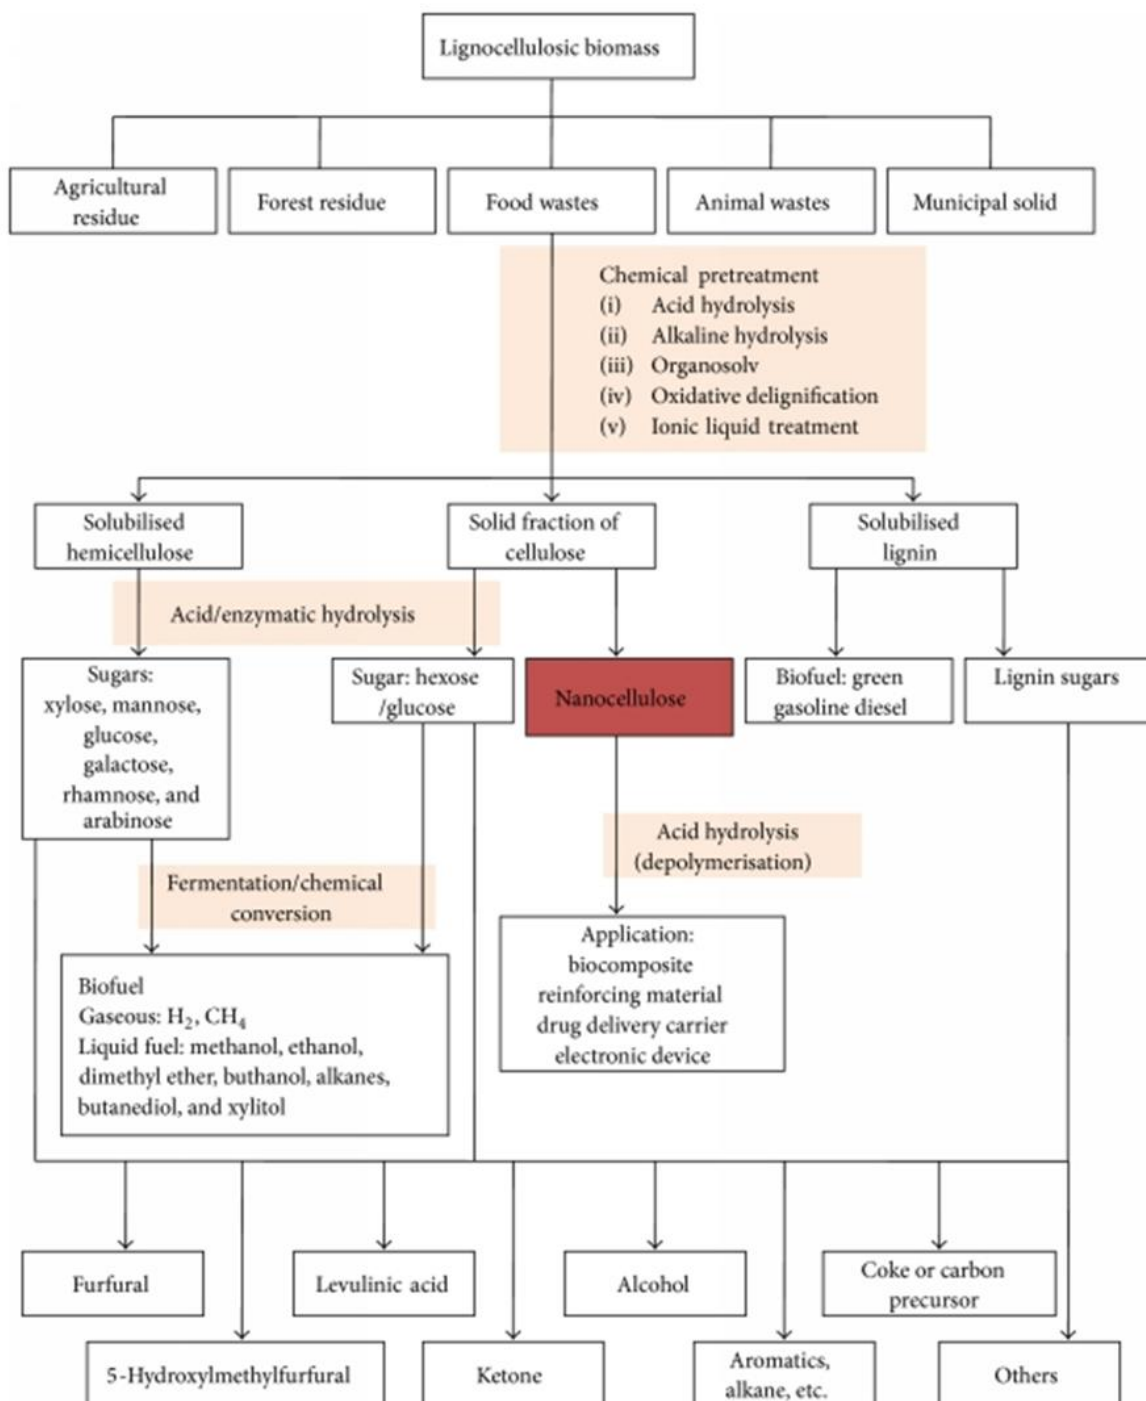 Lignocellulosic biomass
Agricultural
residue
Forest residue
Food wastes
Animal wastes
Municipal solid
Chemical pretreatment
(i) Acid hydrolysis
(ii) Alkaline hydrolysis
(iii) Organosolv
(iv) Oxidative delignification
(v) Ionic liquid treatment
Solubilised
hemicellulose
Solid fraction of
cellulose
Solubilised
lignin
Acid/enzymatic hydrolysis
Sugars:
xylose, mannose,
glucose,
galactose,
rhamnose, and
arabinose
Sugar: hexose
/glucose
Nanocellulose
Biofuel: green
gasoline diesel
Lignin sugars
Acid hydrolysis
(depolymerisation)
Fermentation/chemical
conversion
Application:
biocomposite
reinforcing material
drug delivery carrier
electronic device
Biofuel
Gaseous: H₂, CH₄
Liquid fuel: methanol, ethanol,
dimethyl ether, buthanol, alkanes,
butanediol, and xylitol
Furfural
Levulinic acid
Alcohol
Coke or carbon
precursor
5-Hydroxylmethylfurfural
Ketone
Aromatics,
alkane, etc.
Others